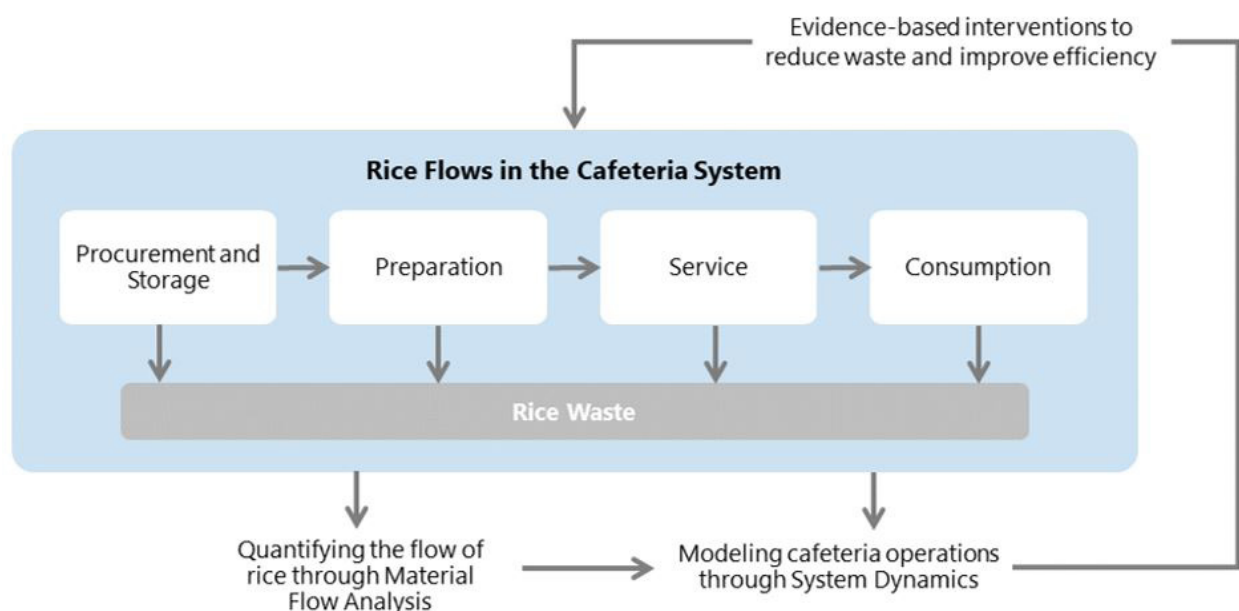 Evidence-based interventions to
reduce waste and improve efficiency
Rice Flows in the Cafeteria System
Procurement and
Storage
Preparation
Service
Consumption
Rice Waste
Quantifying the flow of
rice through Material
Flow Analysis
Modeling cafeteria operations
through System Dynamics